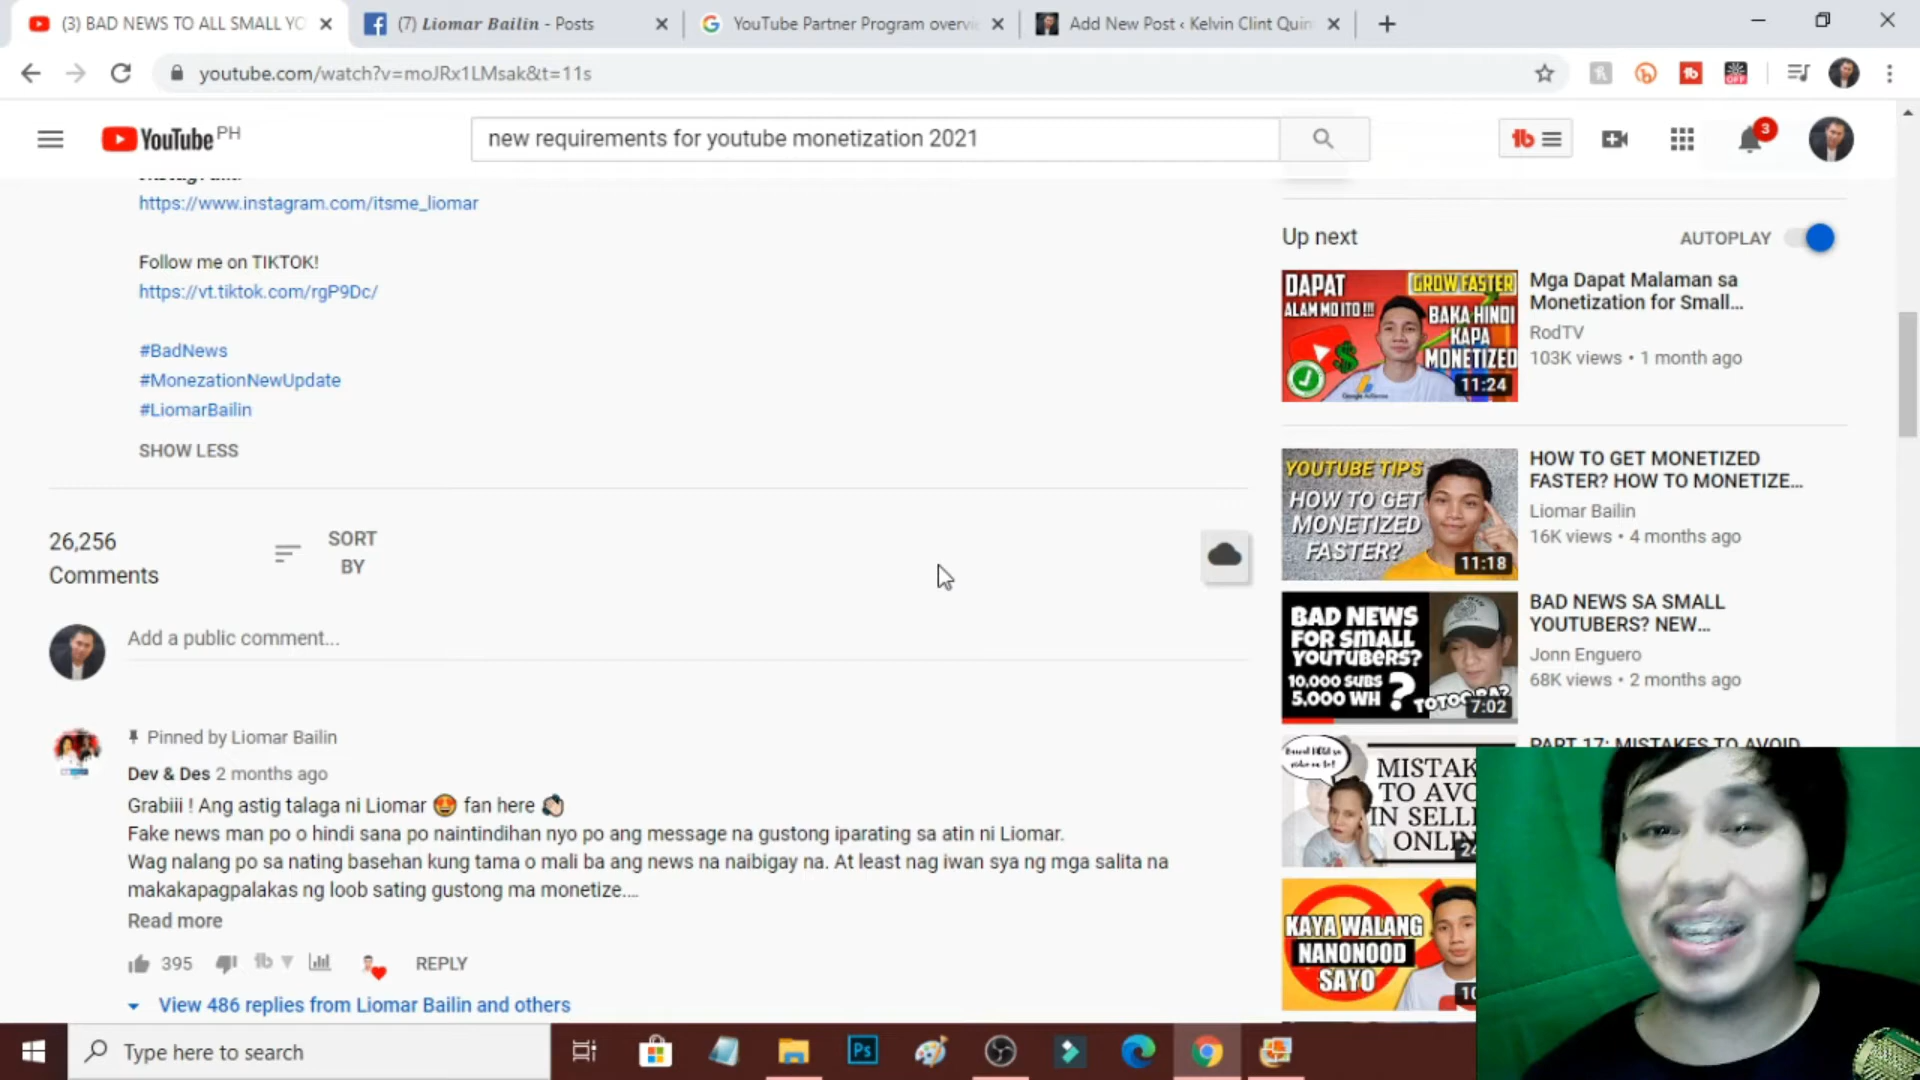 (3) BAD NEWS TO ALL SMALL YO
(7) Liomar Bailin - Posts
YouTube Partner Program overvi
Add New Post ‹ Kelvin Clint Quin
youtube.com/watch?v=moJRx1LMsak&t=11s
YouTube PH
new requirements for youtube monetization 2021
3
https://www.instagram.com/itsme_liomar
Follow me on TIKTOK!
https://vt.tiktok.com/rgP9Dc/
#BadNews
#MonezationNewUpdate
#LiomarBailin
SHOW LESS
26,256
Comments
SORT
BY
Add a public comment...
Pinned by Liomar Bailin
Dev & Des 2 months ago
Grabiii ! Ang astig talaga ni Liomar 🤩 fan here 👏🏻
Fake news man po o hindi sana po naintindihan nyo po ang message na gustong iparating sa atin ni Liomar.
Wag nalang po sa nating basehan kung tama o mali ba ang news na naibigay na. At least nag iwan sya ng mga salita na
makakapagpalakas ng loob sating gustong ma monetize....
Read more
395
REPLY
View 486 replies from Liomar Bailin and others
Up next
AUTOPLAY
DAPAT
ALAM MO ITO !!!
GROW FASTER
BAKA HINDI
KAPA
MONETIZED
Google AdSense
11:24
Mga Dapat Malaman sa
Monetization for Small...
RodTV
103K views • 1 month ago
YOUTUBE TIPS
HOW TO GET
MONETIZED
FASTER?
11:18
HOW TO GET MONETIZED
FASTER? HOW TO MONETIZE...
Liomar Bailin
16K views • 4 months ago
BAD NEWS
FOR SMALL
YOUTUBERS?
10,000 SUBS
5,000 WH ?
TOTOO BA?
7:02
BAD NEWS SA SMALL
YOUTUBERS? NEW...
Jonn Enguero
68K views • 2 months ago
MISTAK
TO AVO
IN SELL
ONL
PART 17: MISTAKES TO AVOID
KAYA WALANG
NANONOOD
SAYO
10
Type here to search
Ps